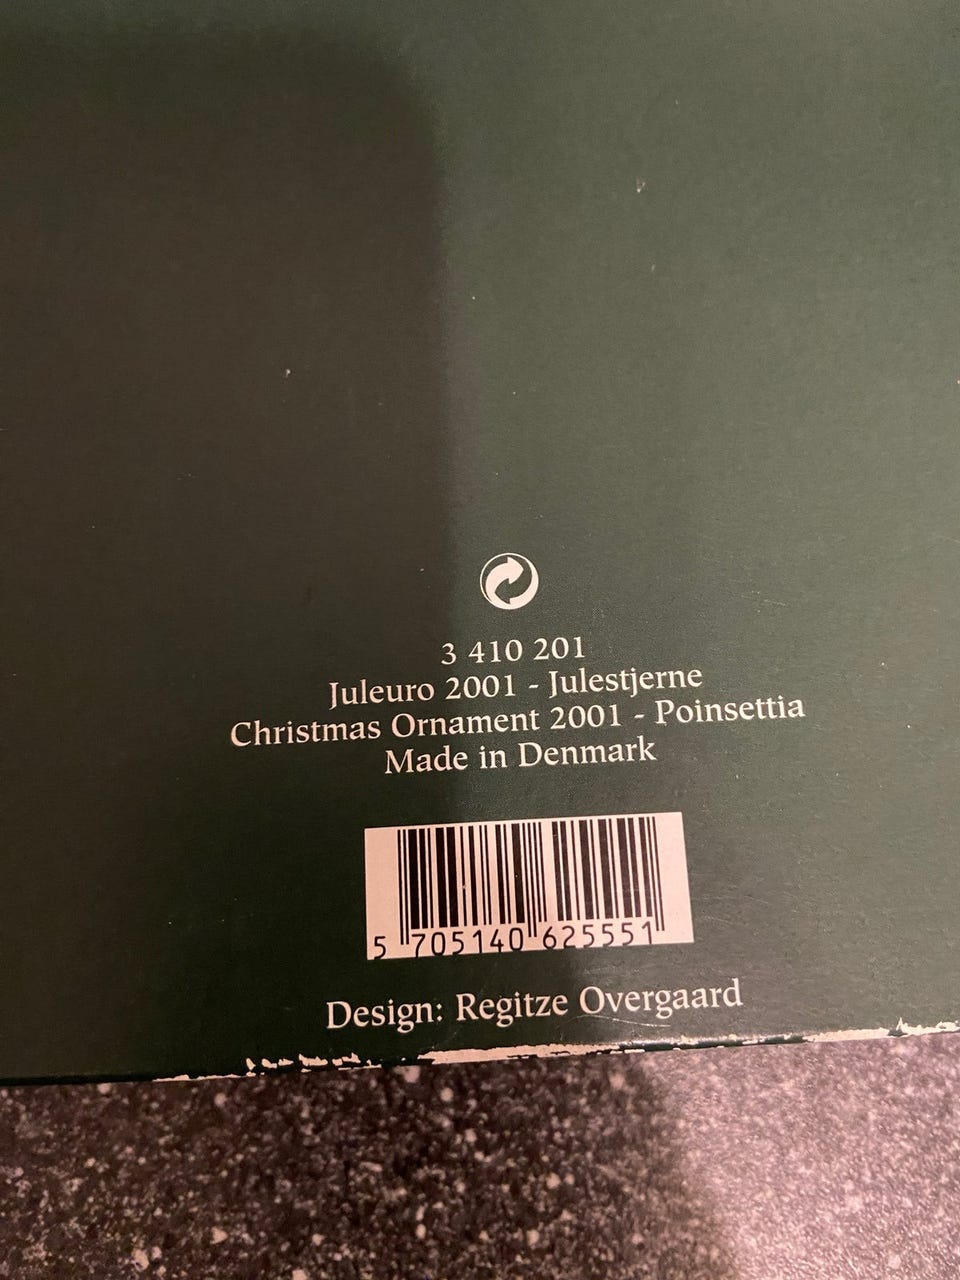 3 410 201
Juleuro 2001 - Julestjerne
Christmas Ornament 2001 - Poinsettia
Made in Denmark
5 705140 625551
Design: Regitze Overgaard